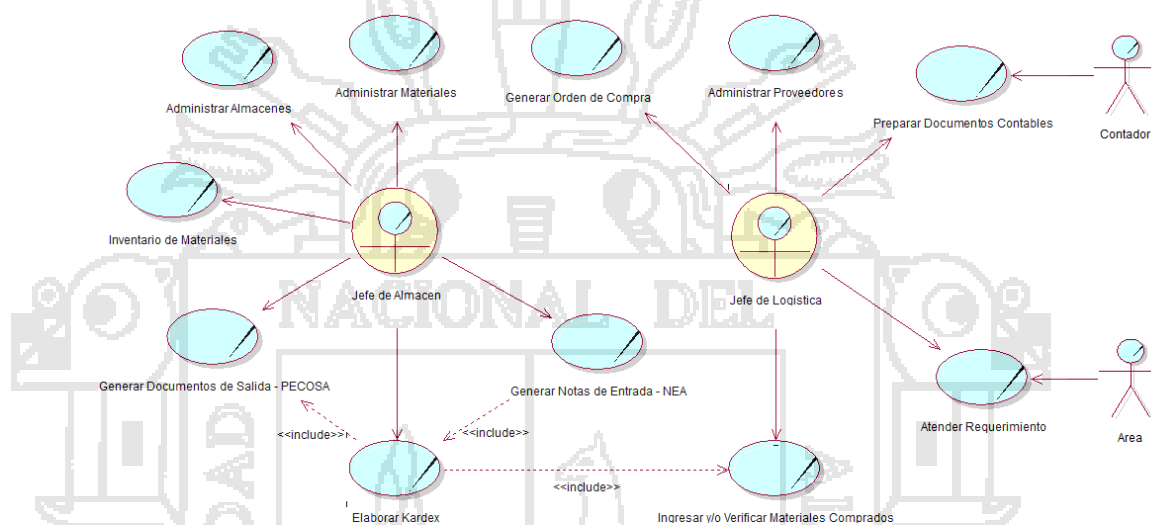 Administrar Almacenes
Administrar Materiales
Generar Orden de Compra
Administrar Proveedores
Preparar Documentos Contables
Contador
Inventario de Materiales
Jefe de Almacen
Jefe de Logistica
NACIONAL DEL
Generar Documentos de Salida - PECOSA
Generar Notas de Entrada - NEA
Atender Requerimiento
Area
<<include>>
<<include>>
<<include>>
Elaborar Kardex
Ingresar y/o Verificar Materiales Comprados